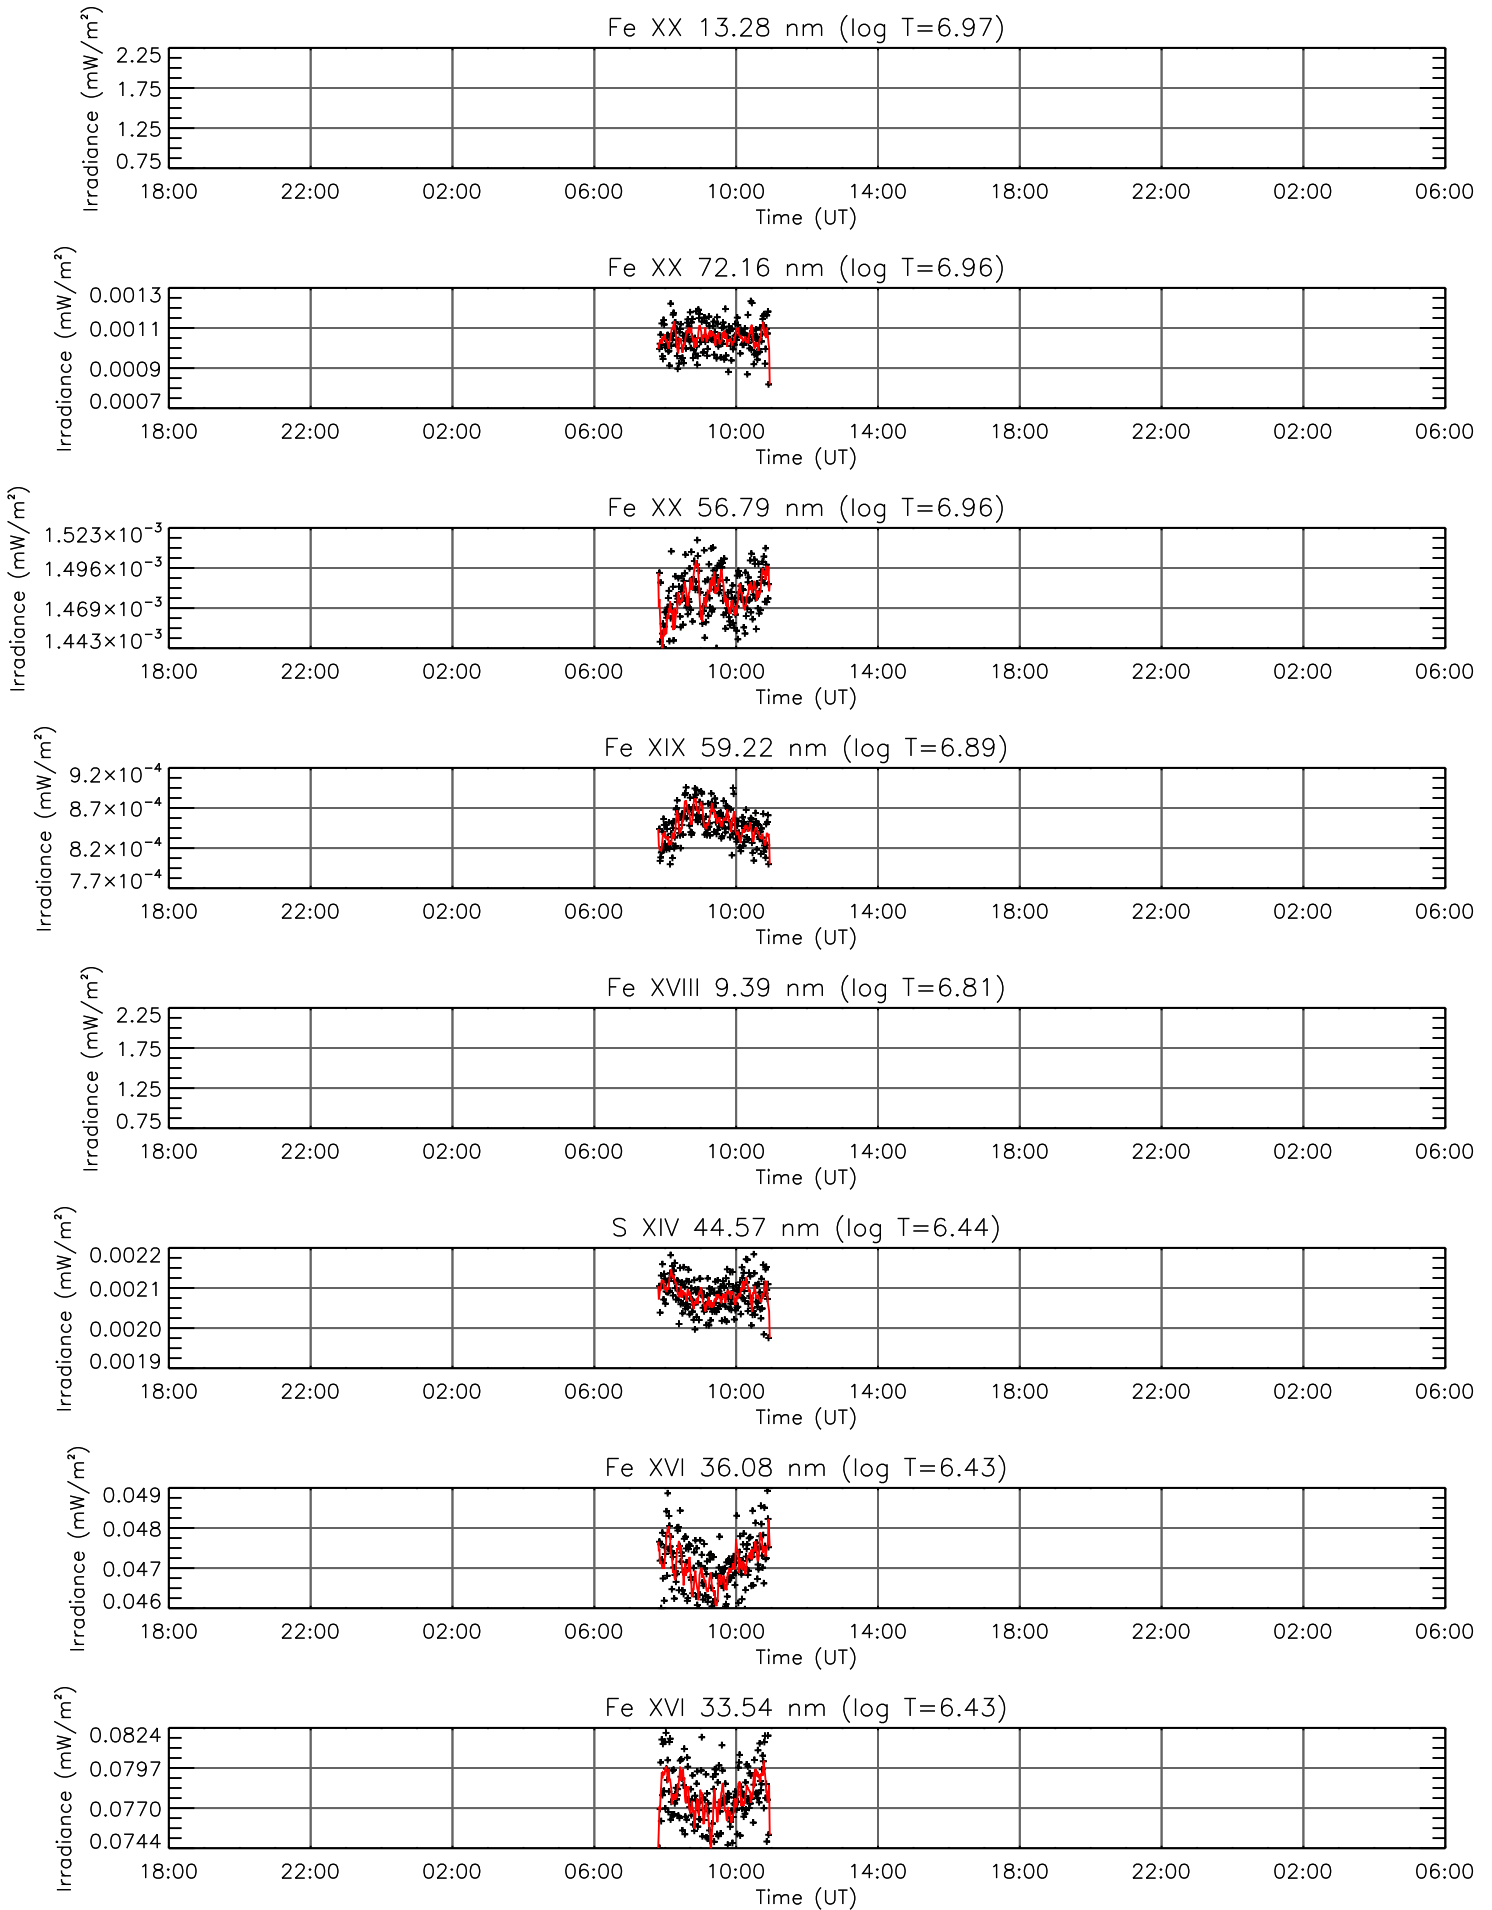 Fe XX 13.28 nm (log T=6.97)
Irradiance (mW/m²)
2.25
1.75
1.25
0.75
18:00 22:00 02:00 06:00 10:00 14:00 18:00 22:00 02:00 06:00
Time (UT)
Fe XX 72.16 nm (log T=6.96)
Irradiance (mW/m²)
0.0013
0.0011
0.0009
0.0007
18:00 22:00 02:00 06:00 10:00 14:00 18:00 22:00 02:00 06:00
Time (UT)
Fe XX 56.79 nm (log T=6.96)
Irradiance (mW/m²)
1.523×10⁻³
1.496×10⁻³
1.469×10⁻³
1.443×10⁻³
18:00 22:00 02:00 06:00 10:00 14:00 18:00 22:00 02:00 06:00
Time (UT)
Fe XIX 59.22 nm (log T=6.89)
Irradiance (mW/m²)
9.2×10⁻⁴
8.7×10⁻⁴
8.2×10⁻⁴
7.7×10⁻⁴
18:00 22:00 02:00 06:00 10:00 14:00 18:00 22:00 02:00 06:00
Time (UT)
Fe XVIII 9.39 nm (log T=6.81)
Irradiance (mW/m²)
2.25
1.75
1.25
0.75
18:00 22:00 02:00 06:00 10:00 14:00 18:00 22:00 02:00 06:00
Time (UT)
S XIV 44.57 nm (log T=6.44)
Irradiance (mW/m²)
0.0022
0.0021
0.0020
0.0019
18:00 22:00 02:00 06:00 10:00 14:00 18:00 22:00 02:00 06:00
Time (UT)
Fe XVI 36.08 nm (log T=6.43)
Irradiance (mW/m²)
0.049
0.048
0.047
0.046
18:00 22:00 02:00 06:00 10:00 14:00 18:00 22:00 02:00 06:00
Time (UT)
Fe XVI 33.54 nm (log T=6.43)
Irradiance (mW/m²)
0.0824
0.0797
0.0770
0.0744
18:00 22:00 02:00 06:00 10:00 14:00 18:00 22:00 02:00 06:00
Time (UT)